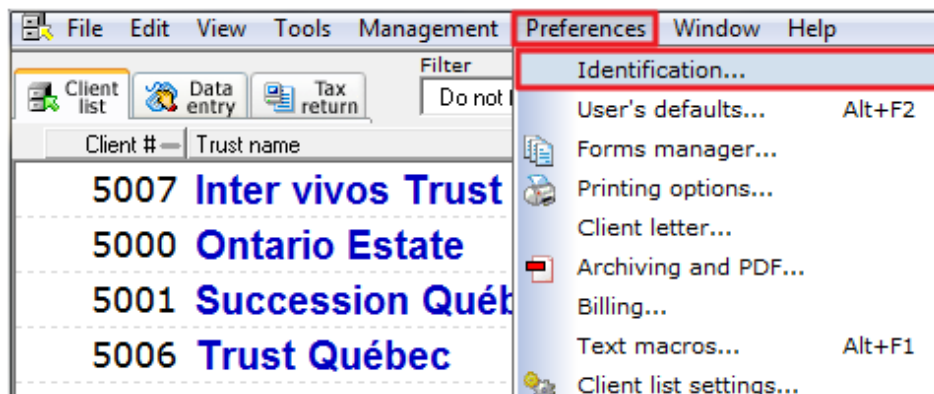 File Edit View Tools Management Preferences Window Help
Filter
Client list
Data entry
Tax return
Do not
Client # Trust name
5007 Inter vivos Trust
5000 Ontario Estate
5001 Succession Québ
5006 Trust Québec
Identification...
User's defaults... Alt+F2
Forms manager...
Printing options...
Client letter...
Archiving and PDF...
Billing...
Text macros... Alt+F1
Client list settings...